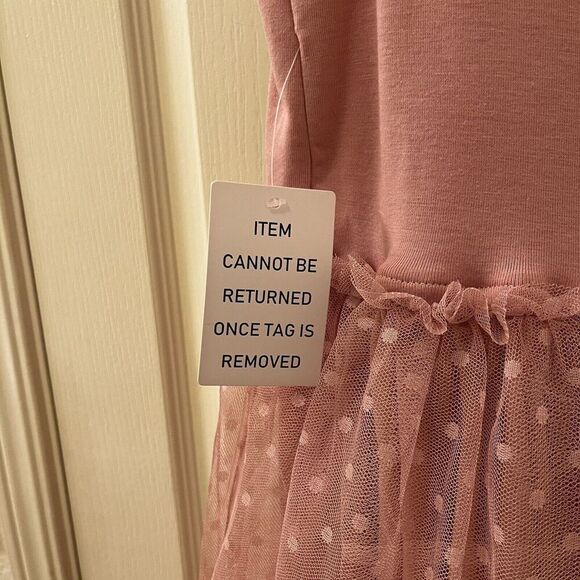 ITEM
CANNOT BE
RETURNED
ONCE TAG IS
REMOVED